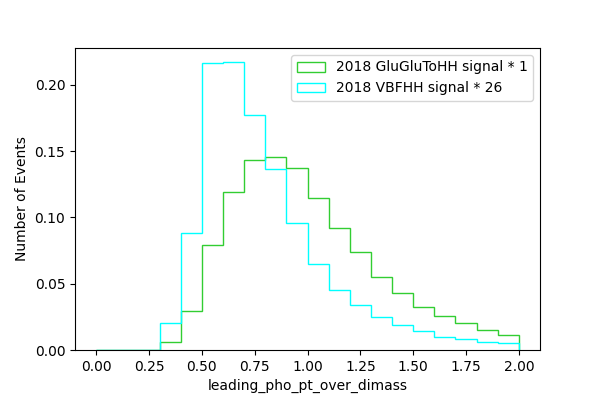 2018 GluGluToHH signal * 1
2018 VBFHH signal * 26
Number of Events
0.20
0.15
0.10
0.05
0.00
0.00 0.25 0.50 0.75 1.00 1.25 1.50 1.75 2.00
leading_pho_pt_over_dimass